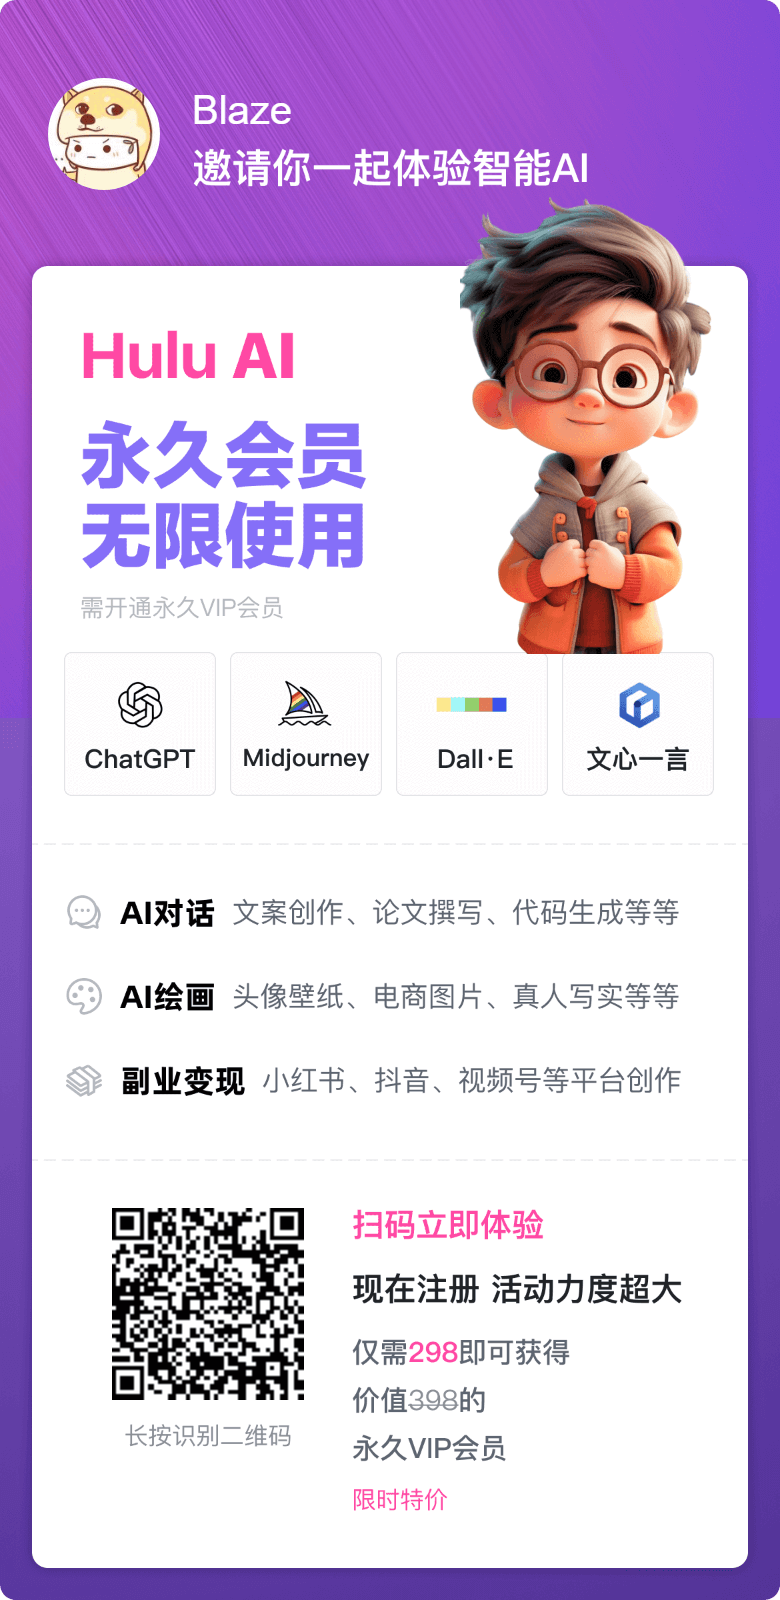 Blaze
邀请你一起体验智能AI
Hulu AI
永久会员
无限使用
需开通永久VIP会员
ChatGPT
Midjourney
Dall·E
文心一言
AI对话 文案创作、论文撰写、代码生成等等
AI绘画 头像壁纸、电商图片、真人写实等等
副业变现 小红书、抖音、视频号等平台创作
扫码立即体验
现在注册 活动力度超大
仅需298即可获得
价值398的
永久VIP会员
限时特价
长按识别二维码